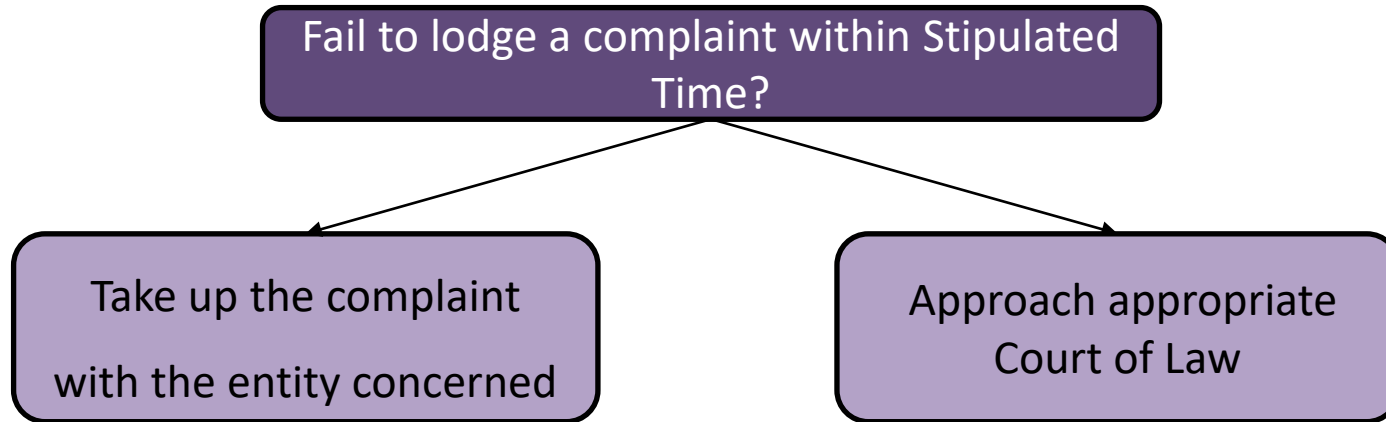 Fail to lodge a complaint within Stipulated
Time?
Take up the complaint
with the entity concerned
Approach appropriate
Court of Law